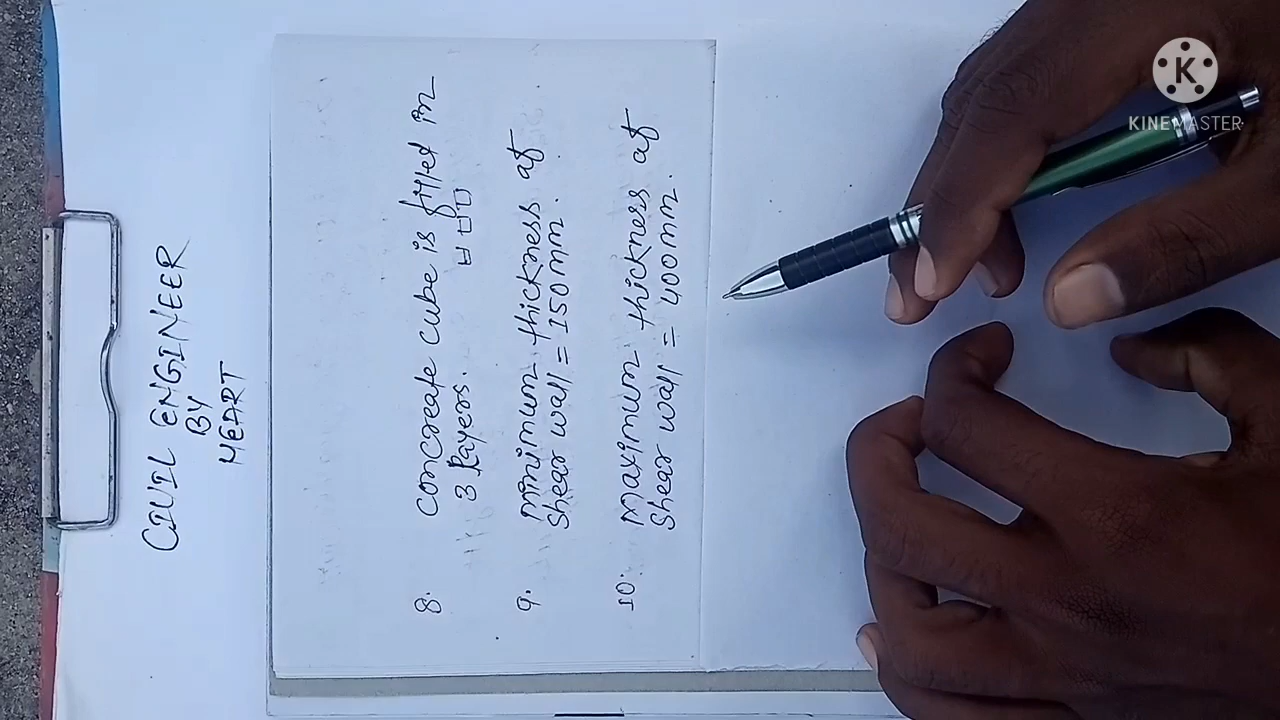 CIVIL ENGINEER
BY
HEART
8. concreate cube is filled in
3 Layers.
9. Minimum thickness of
Shear wall = 150mm.
10. Maximum thickness of
Shear wall = 400mm.
KINEMASTER